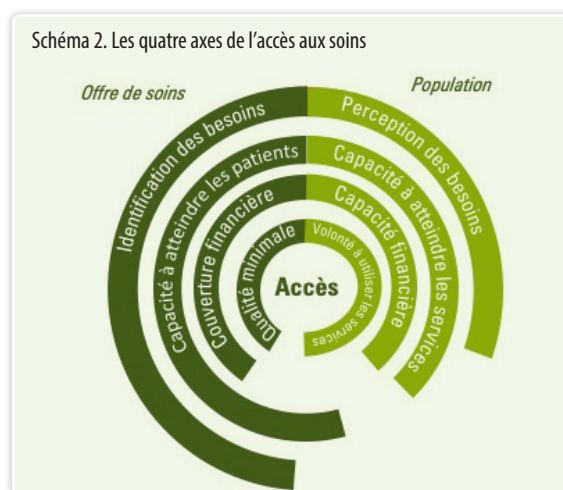 Schéma 2. Les quatre axes de l’accès aux soins
Offre de soins
Population
Identification des besoins
Perception des besoins
Capacité à atteindre les patients
Capacité à atteindre les services
Couverture financière
Capacité financière
Qualité minimale
Volonté à utiliser les services
Accès